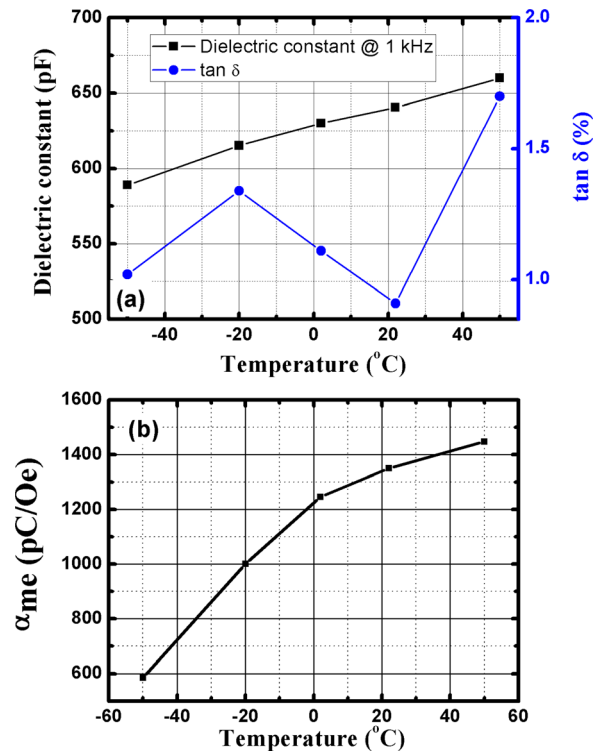 700
650
600
550
500
Dielectric constant (pF)
Dielectric constant @ 1 kHz
tan δ
2.0
1.5
1.0
tan δ (%)
(a)
-40 -20 0 20 40
Temperature (°C)
1600
1400
1200
1000
800
600
αme (pC/Oe)
(b)
-60 -40 -20 0 20 40 60
Temperature (°C)